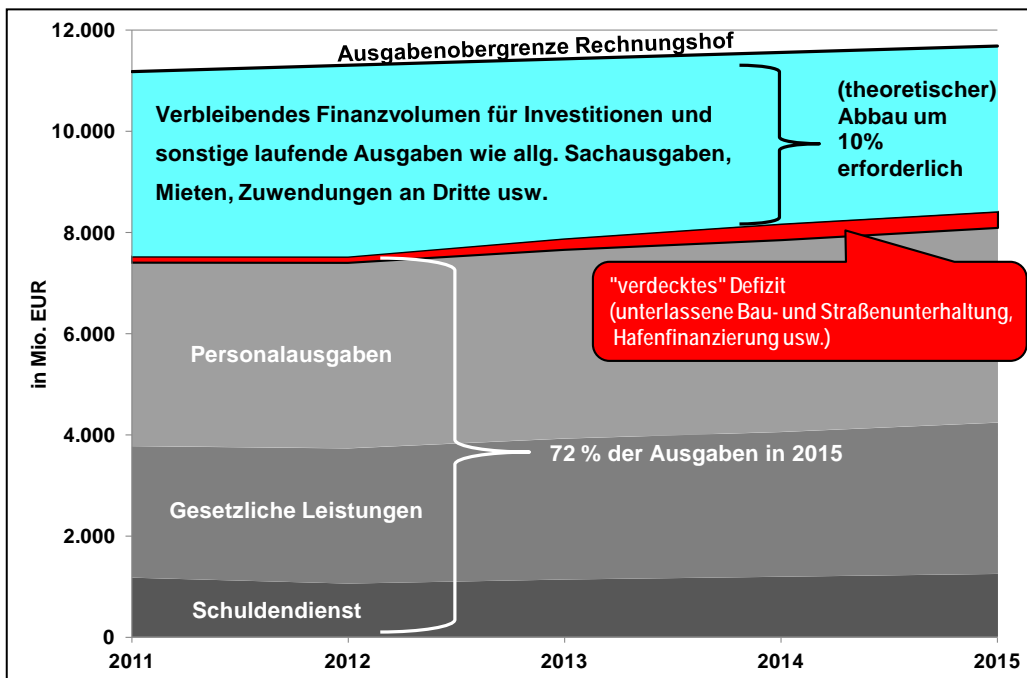 12.000
10.000
8.000
6.000
4.000
2.000
0
in Mio. EUR
Ausgabenobergrenze Rechnungshof
Verbleibendes Finanzvolumen für Investitionen und
sonstige laufende Ausgaben wie allg. Sachausgaben,
Mieten, Zuwendungen an Dritte usw.
(theoretischer)
Abbau um
10%
erforderlich
"verdecktes" Defizit
(unterlassene Bau- und Straßenunterhaltung,
Hafenfinanzierung usw.)
Personalausgaben
72 % der Ausgaben in 2015
Gesetzliche Leistungen
Schuldendienst
2011 2012 2013 2014 2015